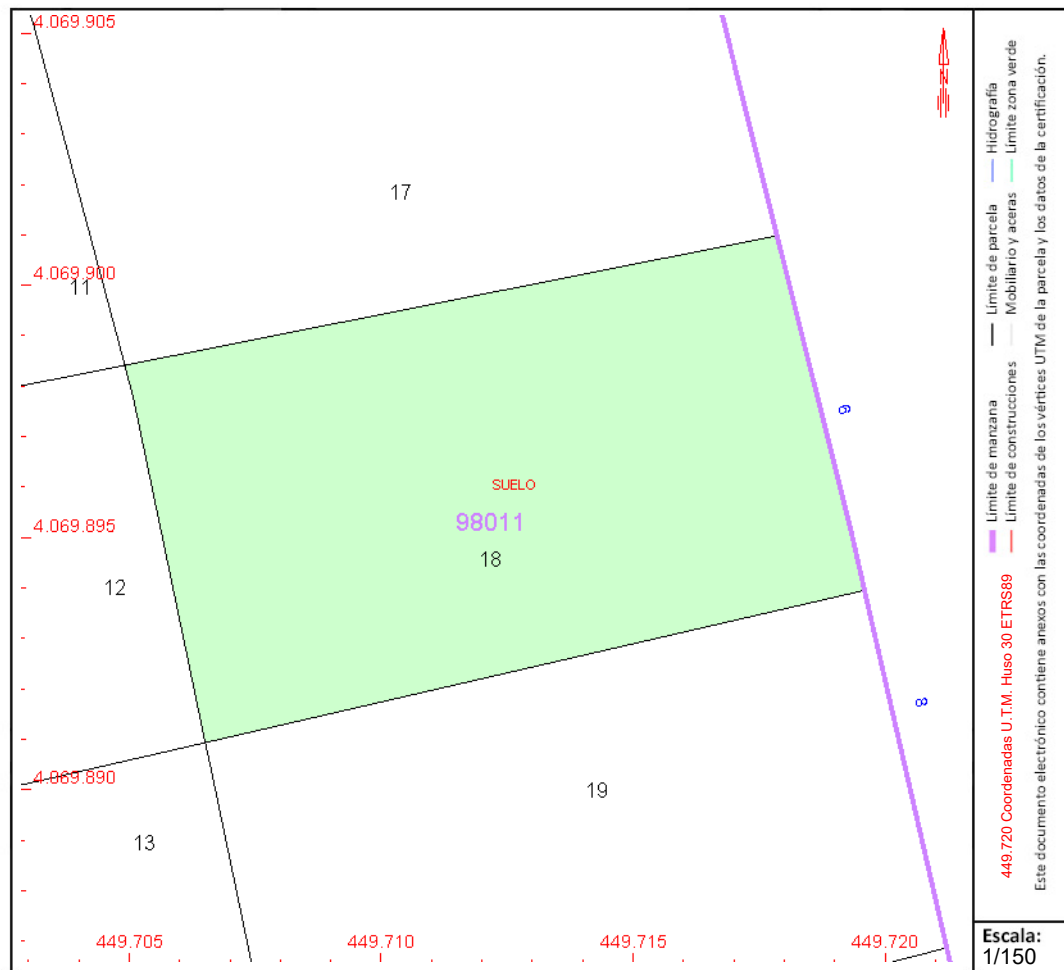 4.069.905
17
4.069.900
11
6
SUELO
98011
4.069.895
18
12
8
4.069.890
19
13
449.705
449.710
449.715
449.720
N
449.720 Coordenadas U.T.M. Huso 30 ETRS89
Límite de manzana
Límite de parcela
Hidrografía
Límite de construcciones
Mobiliario y aceras
Límite zona verde
Este documento electrónico contiene anexos con las coordenadas de los vértices UTM de la parcela y los datos de la certificación.
Escala:
1/150